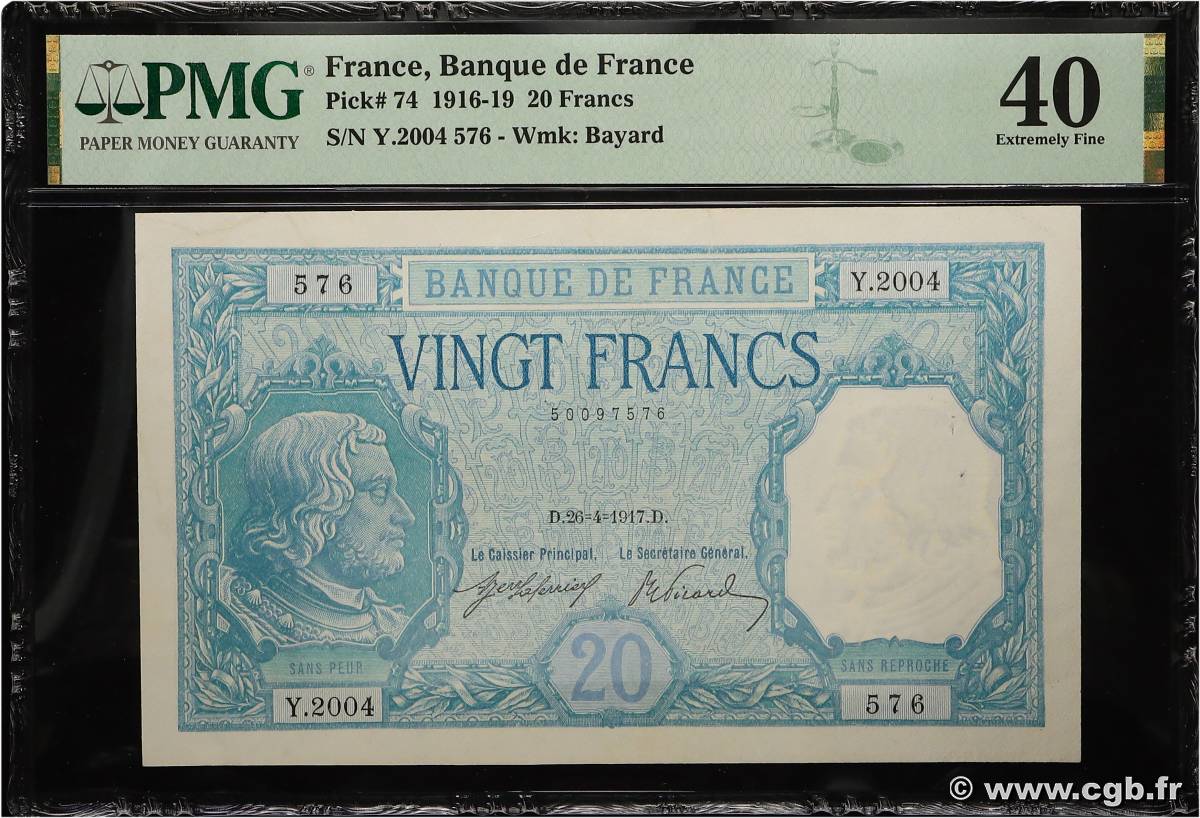 PMG®
PAPER MONEY GUARANTY
France, Banque de France
Pick# 74 1916-19 20 Francs
S/N Y.2004 576 - Wmk: Bayard
40
Extremely Fine
576
BANQUE DE FRANCE
Y.2004
VINGT FRANCS
50097576
D.26=4=1917.D.
Le Caissier Principal. Le Secrétaire Général.
SANS PEUR
SANS REPROCHE
20
Y.2004
576
© www.cgb.fr